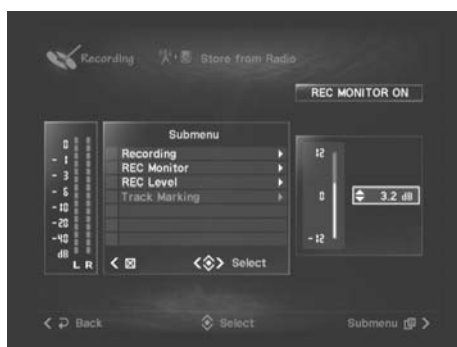 Recording Store from Radio
REC MONITOR ON
Submenu
Recording
REC Monitor
REC Level
Track Marking
Select
0
- 1
- 3
- 6
- 10
-20
-40
dB
L R
12
0
-12
3.2 dB
Back
Select
Submenu